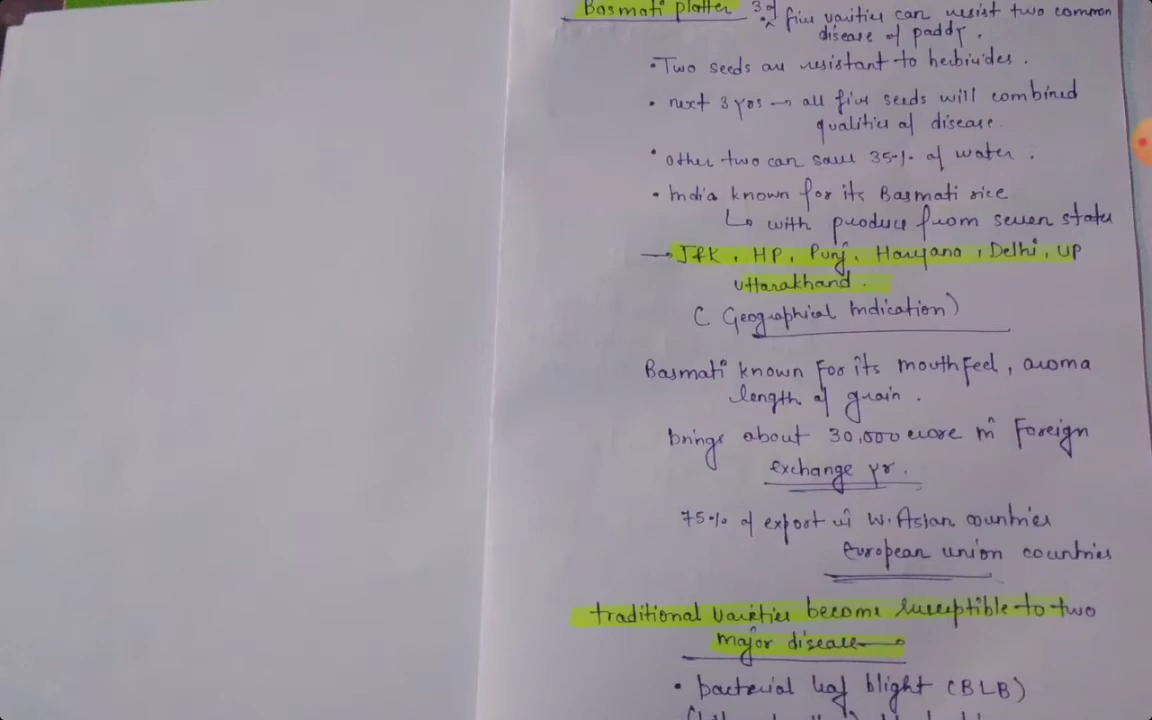 Basmati platter 3 of five varities can resist two common
disease of paddy.
• Two seeds are resistant to herbivides.
• next 3 yrs → all five seeds will combined
qualities of disease.
• other two can save 35% of water.
• India known for its Basmati rice
↳ with produce from seven states
→ J&K, HP, Punj, Haryana, Delhi, UP
Uttarakhand.
( Geographical Indication)
Basmati known for its mouthfeel, aroma
length of grain.
brings about 30,000 crore in Foreign
exchange yr.
75% of export in W. Asian countries
European union countries
traditional varieties become susceptible to two
major disease →
• bacterial leaf blight (BLB)